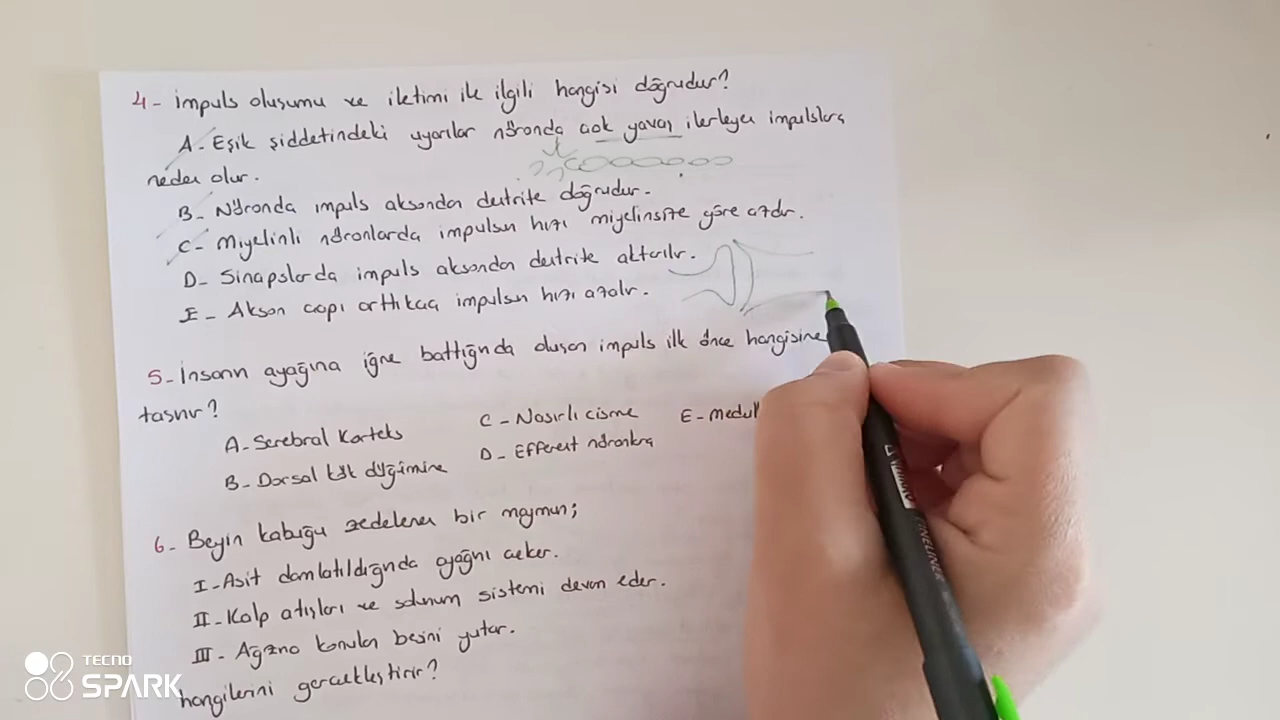 4- İmpuls oluşumu ve iletimi ile ilgili hangisi doğrudur?
A- Eşik şiddetindeki uyarılar nöronda çok yavaş ilerleyen impulslara
neden olur.
B- Nöronda impuls aksondan dentrite doğrudur.
C- Miyelinli nöronlarda impulsun hızı miyelinsize göre azdır.
D- Sinapslarda impuls aksondan dentrite aktarılır.
E- Akson çapı arttıkça impulsun hızı azalır.
5- İnsanın ayağına iğne battığında oluşan impuls ilk önce hangisine
taşınır?
A- Serebral korteks
C- Nasırlı cisme
E- medul
B- Dorsal kök düğümüne
D- Efferent nöronlara
6- Beyin kabuğu zedelenen bir maymun;
I- Asit damlatıldığında ayağını çeker.
II- Kalp atışları ve solunum sistemi devam eder.
III- Ağzına konulan besini yutar.
hangilerini gerçekleştirir?
TECNO
SPARK
FINELINER